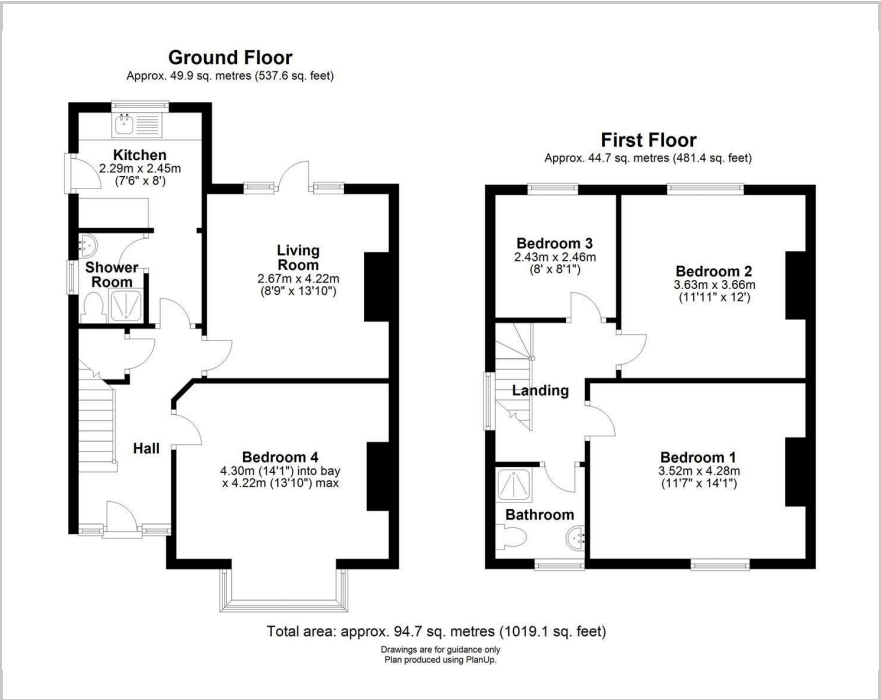 Ground Floor
Approx. 49.9 sq. metres (537.6 sq. feet)
Kitchen
2.29m x 2.45m
(7'6" x 8')
Shower
Room
Living
Room
2.67m x 4.22m
(8'9" x 13'10")
Hall
Bedroom 4
4.30m (14'1") into bay
x 4.22m (13'10") max
First Floor
Approx. 44.7 sq. metres (481.4 sq. feet)
Bedroom 3
2.43m x 2.46m
(8' x 8'1")
Bedroom 2
3.63m x 3.66m
(11'11" x 12')
Landing
Bedroom 1
3.52m x 4.28m
(11'7" x 14'1")
Bathroom
Total area: approx. 94.7 sq. metres (1019.1 sq. feet)
Drawings are for guidance only
Plan produced using PlanUp.